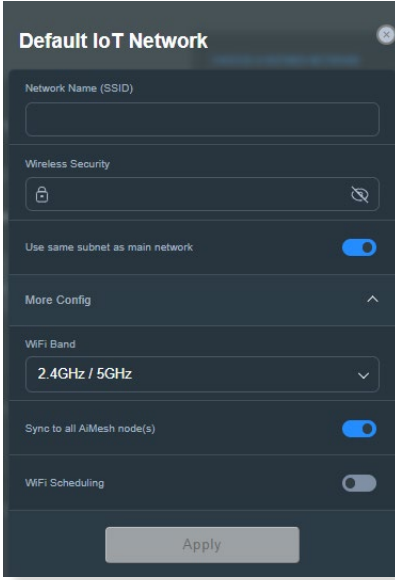 Default IoT Network
Network Name (SSID)
Wireless Security
Use same subnet as main network
More Config
WiFi Band
2.4GHz / 5GHz
Sync to all AiMesh node(s)
WiFi Scheduling
Apply